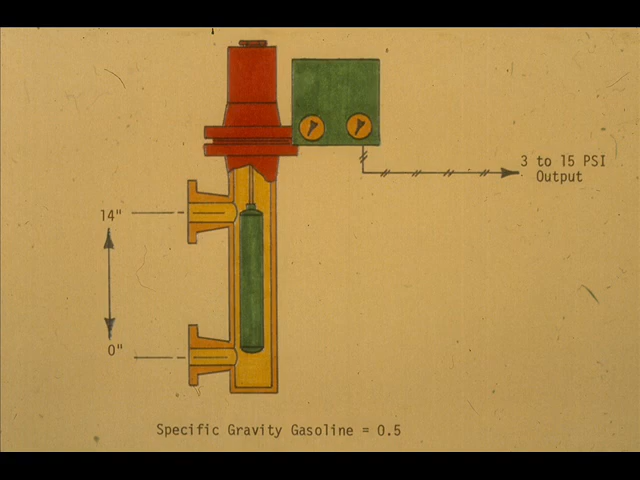 3 to 15 PSI
Output
14"
0"
Specific Gravity Gasoline = 0.5